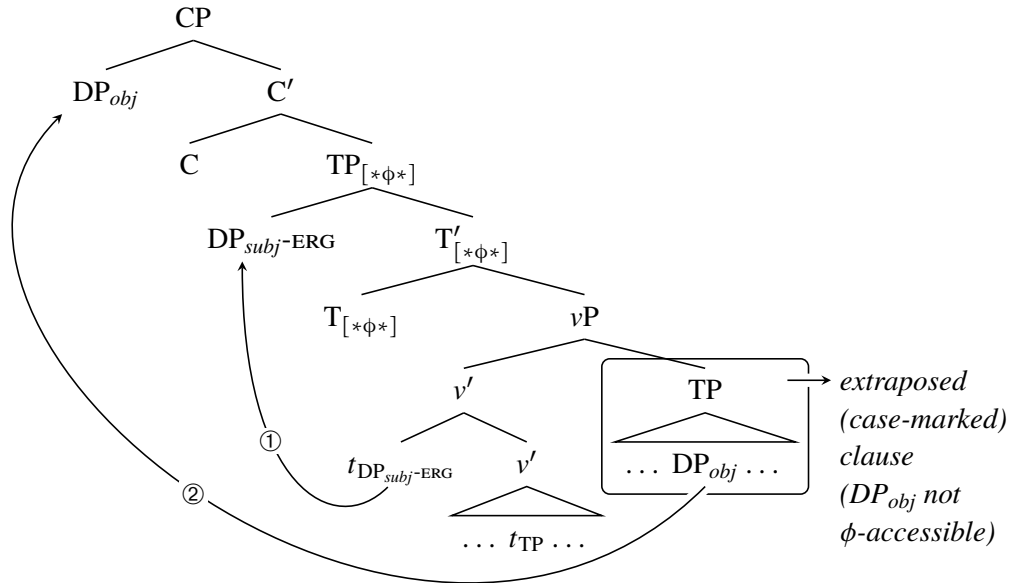 CP
DP_obj C′
C TP_[∗ϕ∗]
DP_subj-ERG T′_[∗ϕ∗]
T_[∗ϕ∗] vP
v′ TP
extraposed
(case-marked)
clause
(DP_obj not
ϕ-accessible)
①
t_DP_subj-ERG v′ … DP_obj …
②
… t_TP …